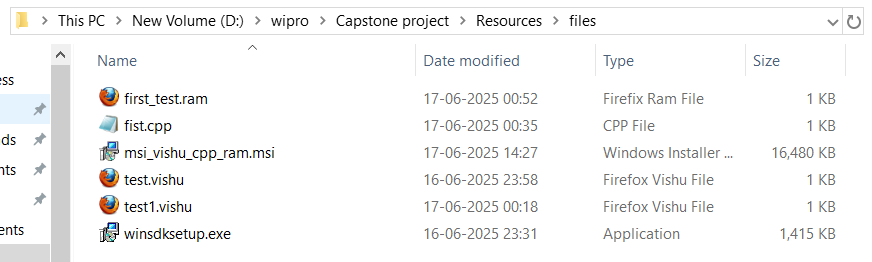 This PC > New Volume (D:) > wipro > Capstone project > Resources > files
Name Date modified Type Size
ess
ds
nts
ents
first_test.ram 17-06-2025 00:52 Firefix Ram File 1 KB
fist.cpp 17-06-2025 00:35 CPP File 1 KB
msi_vishu_cpp_ram.msi 17-06-2025 14:27 Windows Installer ... 16,480 KB
test.vishu 16-06-2025 23:58 Firefox Vishu File 1 KB
test1.vishu 17-06-2025 00:18 Firefox Vishu File 1 KB
winsdksetup.exe 16-06-2025 23:31 Application 1,415 KB